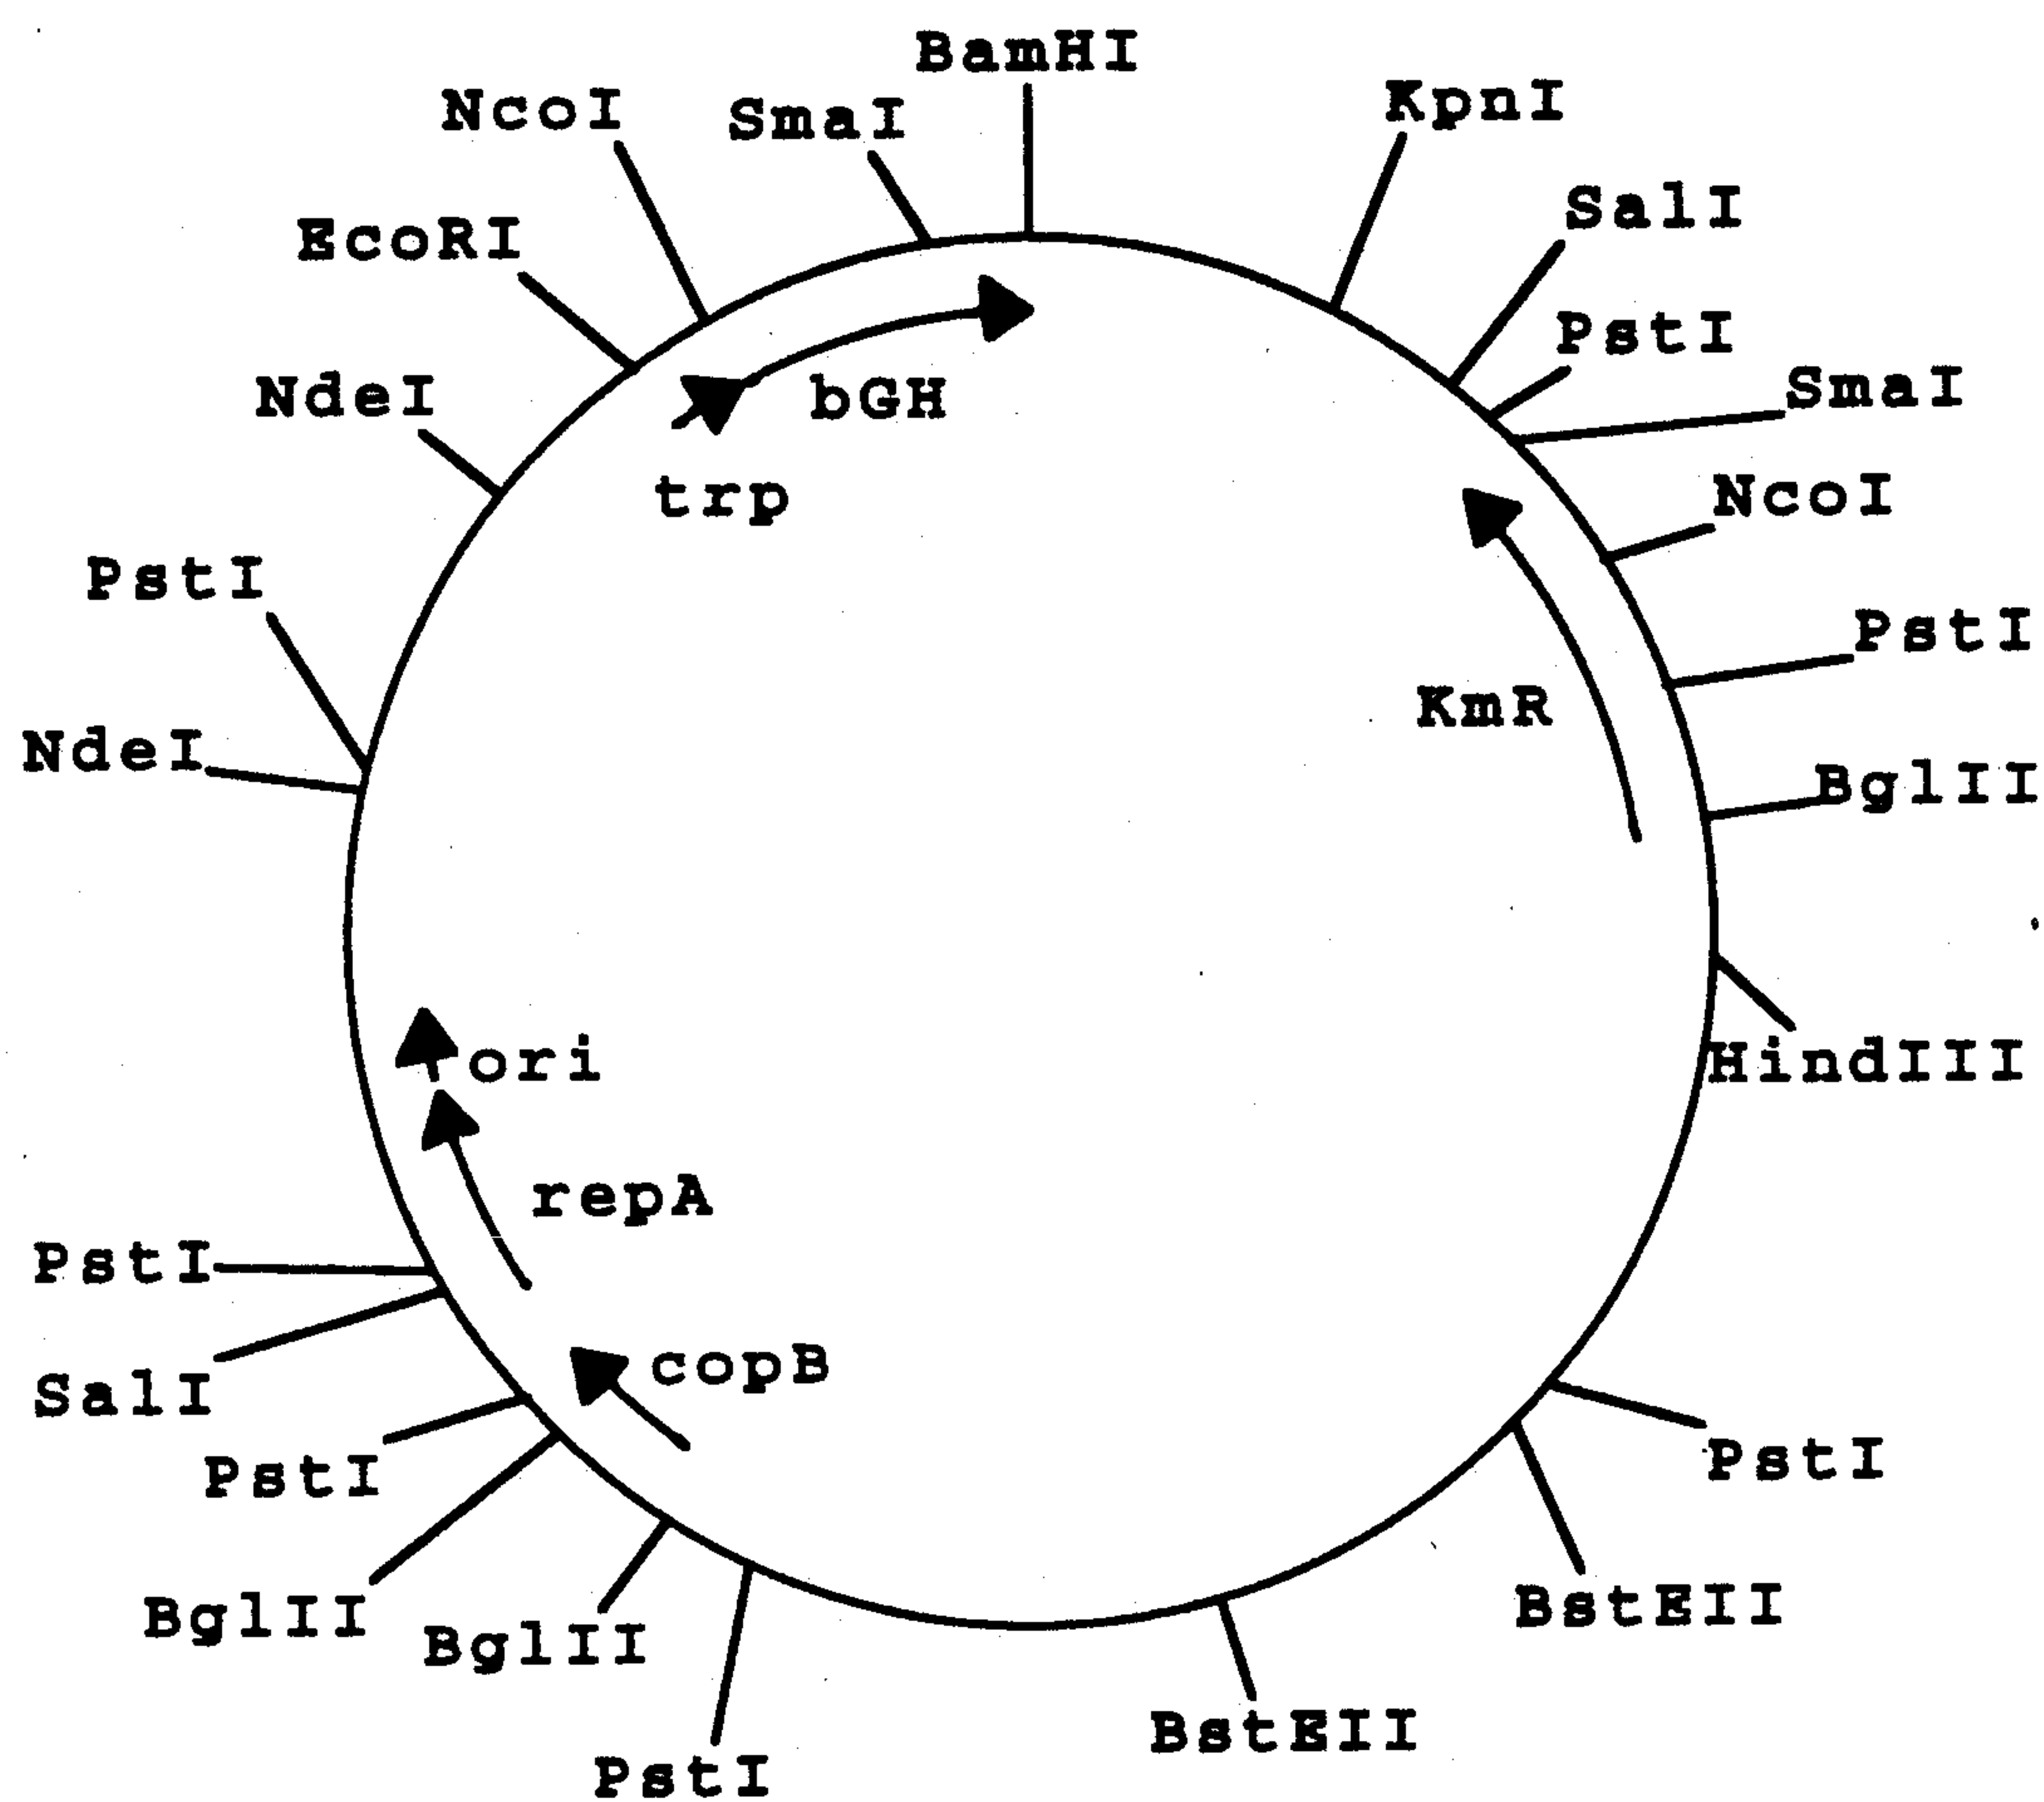 BamHI
KpnI
NcoI
SmaI
SalI
EcoRI
PstI
SmaI
NdeI
bGH
trp
NcoI
PstI
PstI
KmR
NdeI
BglII
ori
HindIII
repA
PstI
copB
SalI
PstI
PstI
BglII
BglII
BstEII
BstEII
PstI